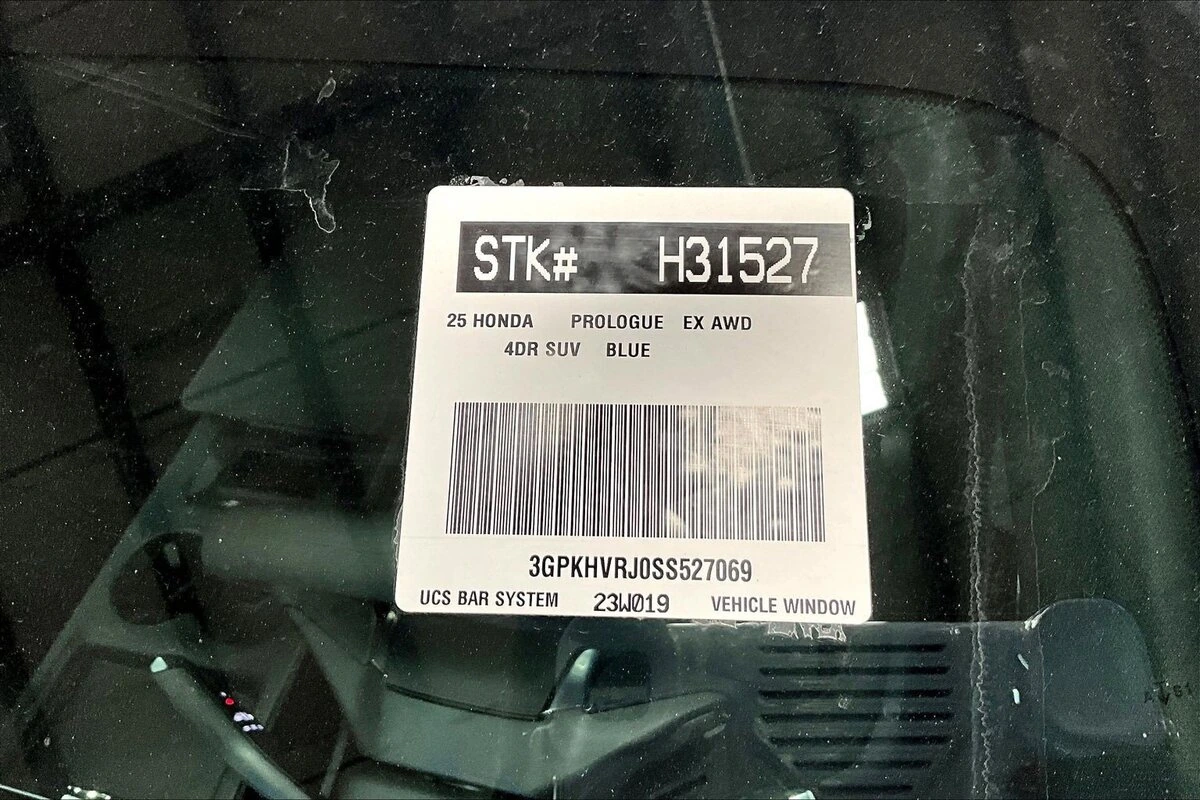 STK# H31527
25 HONDA PROLOGUE EX AWD
4DR SUV BLUE
3GPKHVRJ0SS527069
UCS BAR SYSTEM 23W019 VEHICLE WINDOW